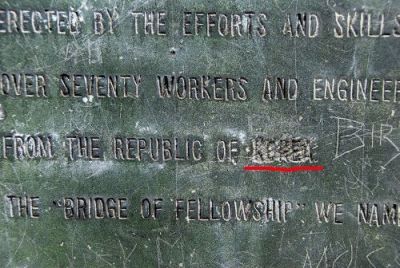 ERECTED BY THE EFFORTS AND SKILLS
OVER SEVENTY WORKERS AND ENGINEER
FROM THE REPUBLIC OF KOREA
THE "BRIDGE OF FELLOWSHIP" WE NAM